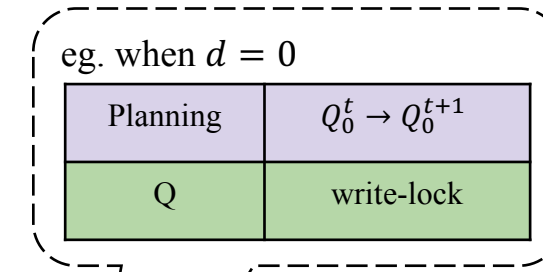 eg. when d = 0
Planning Q₀ᵗ → Q₀ᵗ⁺¹
Q write-lock